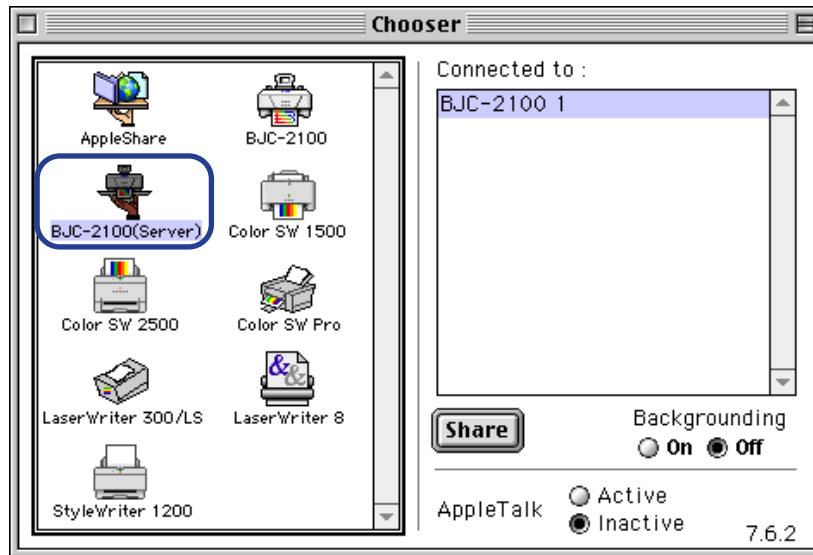 Chooser
AppleShare
BJC-2100
BJC-2100(Server)
Color SW 1500
Color SW 2500
Color SW Pro
LaserWriter 300/LS
LaserWriter 8
StyleWriter 1200
Connected to :
BJC-2100 1
Share
Backgrounding
On Off
AppleTalk
Active
Inactive
7.6.2